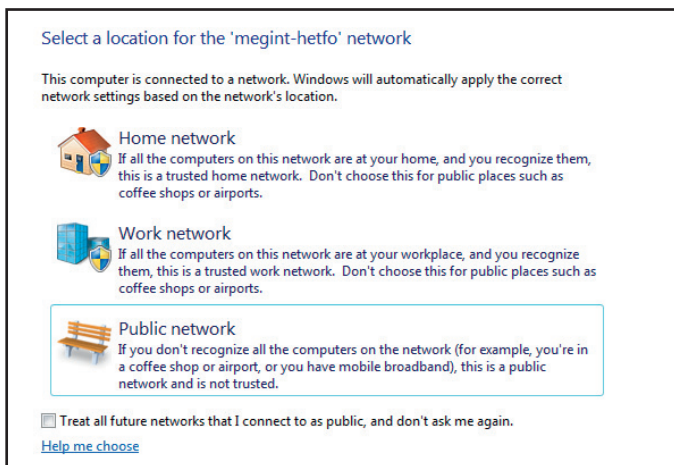 Select a location for the 'megint-hetfo' network
This computer is connected to a network. Windows will automatically apply the correct
network settings based on the network's location.
Home network
If all the computers on this network are at your home, and you recognize them,
this is a trusted home network.  Don't choose this for public places such as
coffee shops or airports.
Work network
If all the computers on this network are at your workplace, and you recognize
them, this is a trusted work network.  Don't choose this for public places such as
coffee shops or airports.
Public network
If you don't recognize all the computers on the network (for example, you're in
a coffee shop or airport, or you have mobile broadband), this is a public
network and is not trusted.
Treat all future networks that I connect to as public, and don't ask me again.
Help me choose